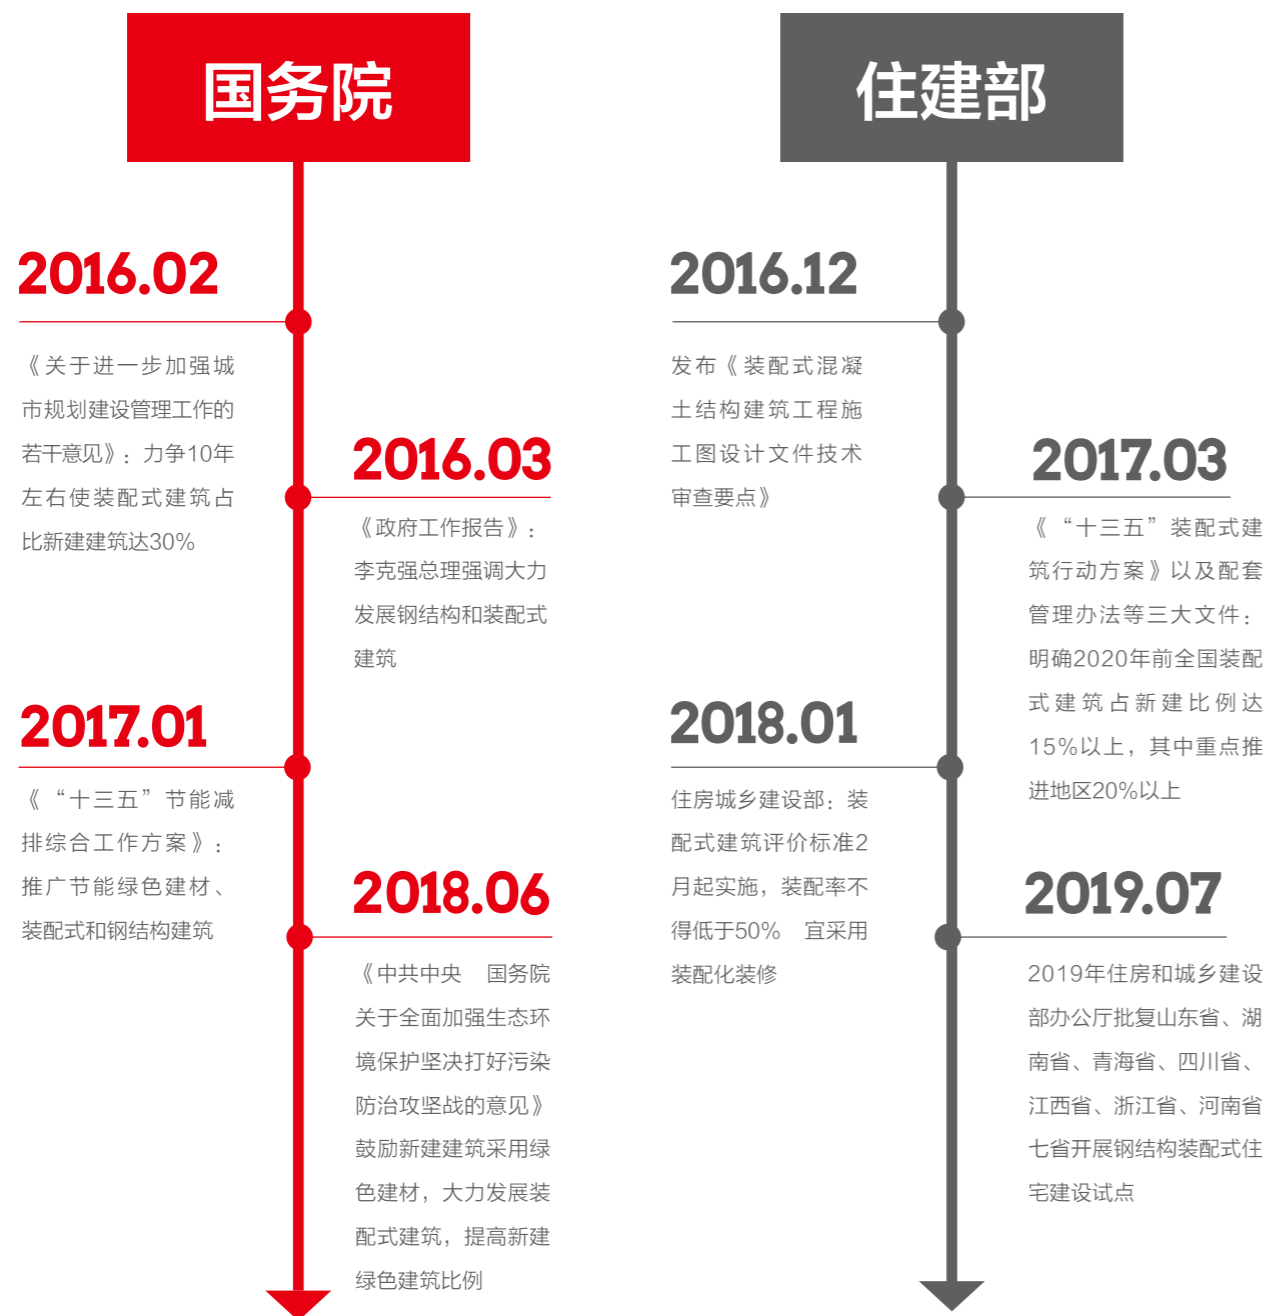 国务院
2016.02
《关于进一步加强城
市规划建设管理工作的
若干意见》：力争10年
左右使装配式建筑占
比新建建筑达30%
2016.03
《政府工作报告》：
李克强总理强调大力
发展钢结构和装配式
建筑
2017.01
《“十三五”节能减
排综合工作方案》：
推广节能绿色建材、
装配式和钢结构建筑
2018.06
《中共中央　国务院
关于全面加强生态环
境保护坚决打好污染
防治攻坚战的意见》
鼓励新建建筑采用绿
色建材，大力发展装
配式建筑，提高新建
绿色建筑比例
住建部
2016.12
发布《装配式混凝
土结构建筑工程施
工图设计文件技术
审查要点》
2017.03
《“十三五”装配式建
筑行动方案》以及配套
管理办法等三大文件：
明确2020年前全国装配
式建筑占新建比例达
15%以上，其中重点推
进地区20%以上
2018.01
住房城乡建设部：装
配式建筑评价标准2
月起实施，装配率不
得低于50%　宜采用
装配化装修
2019.07
2019年住房和城乡建设
部办公厅批复山东省、湖
南省、青海省、四川省、
江西省、浙江省、河南省
七省开展钢结构装配式住
宅建设试点